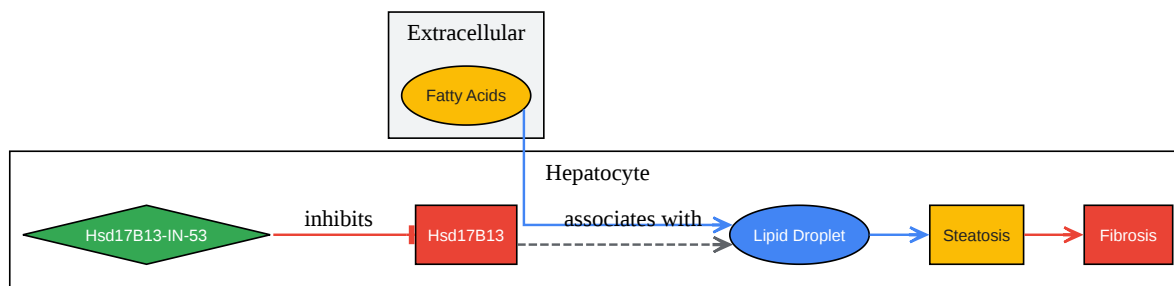 Extracellular
Fatty Acids
Hepatocyte
Hsd17B13-IN-53
inhibits
Hsd17B13
associates with
Lipid Droplet
Steatosis
Fibrosis